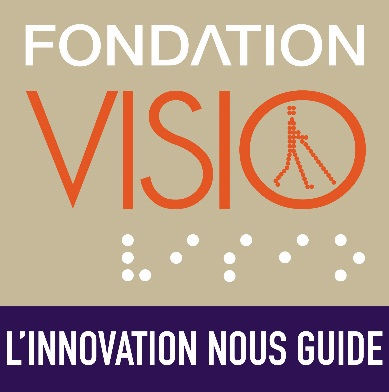 FONDATION
VISIO
⠧⠊⠎⠊⠕
L'INNOVATION NOUS GUIDE